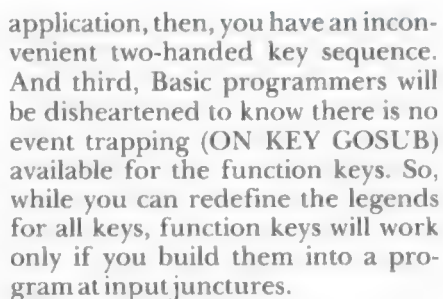 application, then, you have an incon-
venient two-handed key sequence.
And third, Basic programmers will
be disheartened to know there is no
event trapping (ON KEY GOSUB)
available for the function keys. So,
while you can redefine the legends
for all keys, function keys will work
only if you build them into a pro-
gram at input junctures.